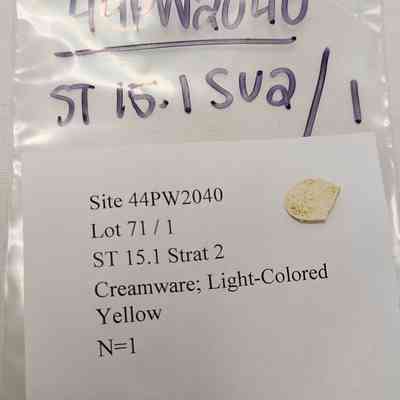 44PW2040
ST 15.1 SU2/1
Site 44PW2040
Lot 71 / 1
ST 15.1 Strat 2
Creamware; Light-Colored
Yellow
N=1